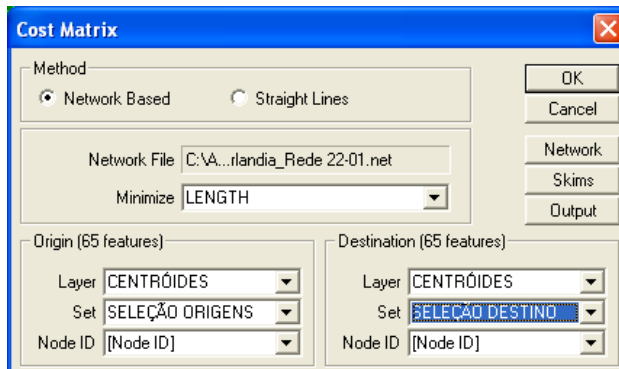 Cost Matrix
Method
Network Based
Straight Lines
OK
Cancel
Network File C:\A...rlandia_Rede 22-01.net
Minimize LENGTH
Network
Skims
Output
Origin (65 features)
Layer CENTRÓIDES
Set SELEÇÃO ORIGENS
Node ID [Node ID]
Destination (65 features)
Layer CENTRÓIDES
Set SELEÇÃO DESTINO
Node ID [Node ID]